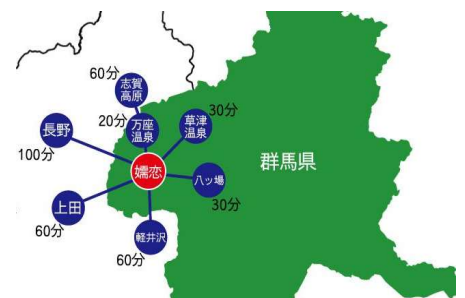 60分
志賀
高原
30分
20分
万座
温泉
草津
温泉
長野
100分
嬬恋
群馬県
八ッ場
30分
上田
60分
軽井沢
60分